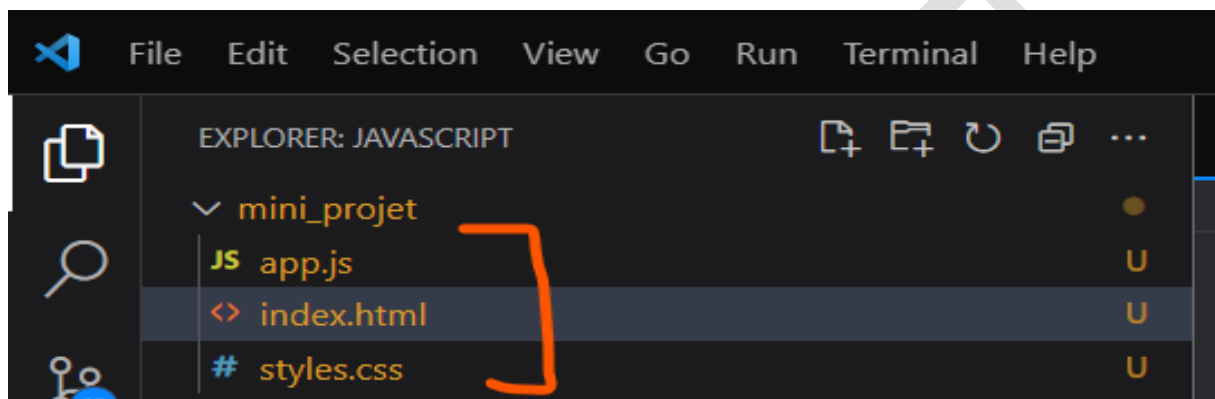 File Edit Selection View Go Run Terminal Help
EXPLORER: JAVASCRIPT
mini_projet
JS app.js U
<> index.html U
# styles.css U